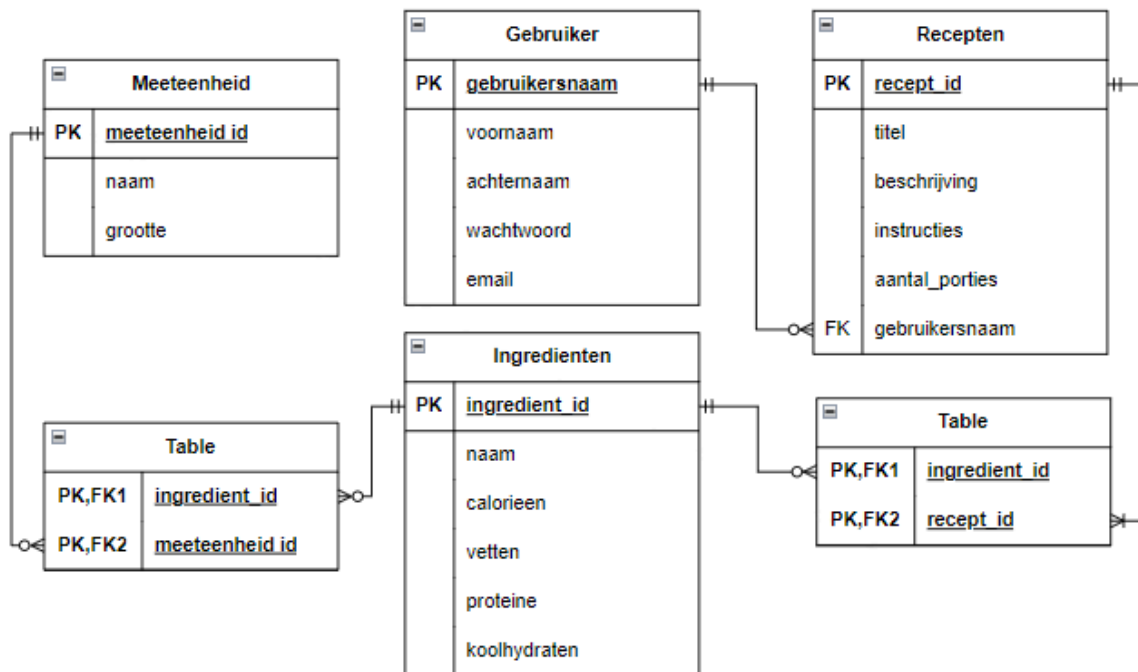 Meeteenheid
PK meeteenheid id
naam
grootte
Gebruiker
PK gebruikersnaam
voornaam
achternaam
wachtwoord
email
Recepten
PK recept_id
titel
beschrijving
instructies
aantal_porties
FK gebruikersnaam
Table
PK,FK1 ingredient_id
PK,FK2 meeteenheid id
Ingredienten
PK ingredient_id
naam
calorieen
vetten
proteine
koolhydraten
Table
PK,FK1 ingredient_id
PK,FK2 recept_id